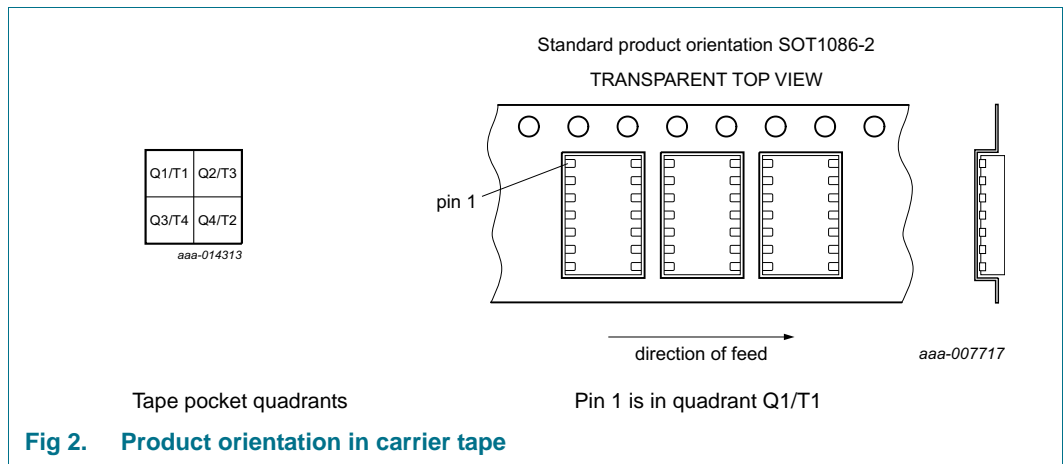 Standard product orientation SOT1086-2
TRANSPARENT TOP VIEW
Q1/T1 Q2/T3
Q3/T4 Q4/T2
aaa-014313
pin 1
direction of feed
aaa-007717
Tape pocket quadrants
Pin 1 is in quadrant Q1/T1
Fig 2. Product orientation in carrier tape